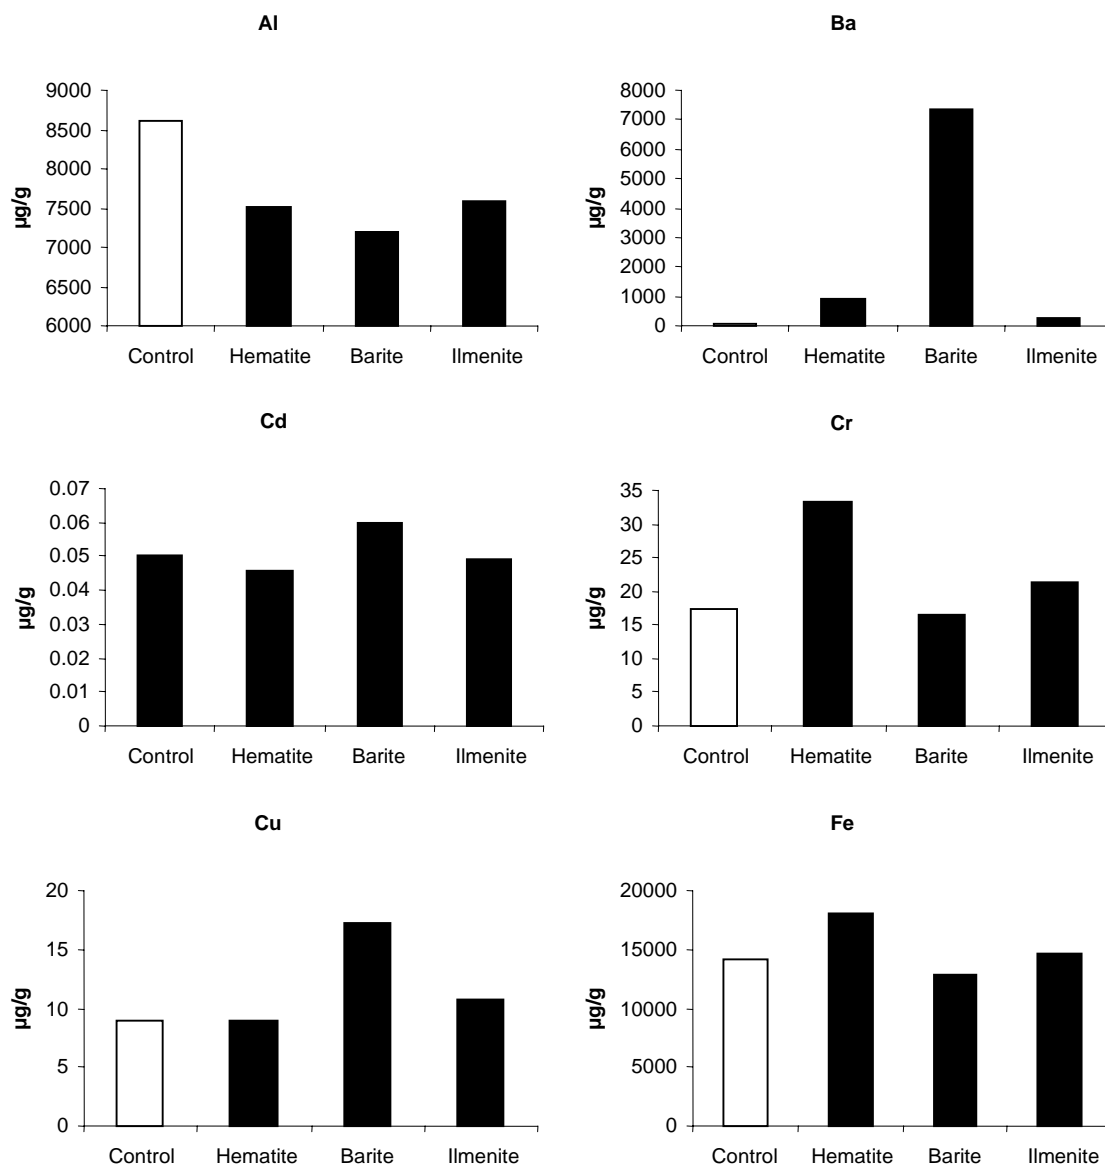 Al
9000
8500
8000
7500
7000
6500
6000
µg/g
Control Hematite Barite Ilmenite
Ba
8000
7000
6000
5000
4000
3000
2000
1000
0
µg/g
Control Hematite Barite Ilmenite
Cd
0.07
0.06
0.05
0.04
0.03
0.02
0.01
0
µg/g
Control Hematite Barite Ilmenite
Cr
35
30
25
20
15
10
5
0
µg/g
Control Hematite Barite Ilmenite
Cu
20
15
10
5
0
µg/g
Control Hematite Barite Ilmenite
Fe
20000
15000
10000
5000
0
µg/g
Control Hematite Barite Ilmenite